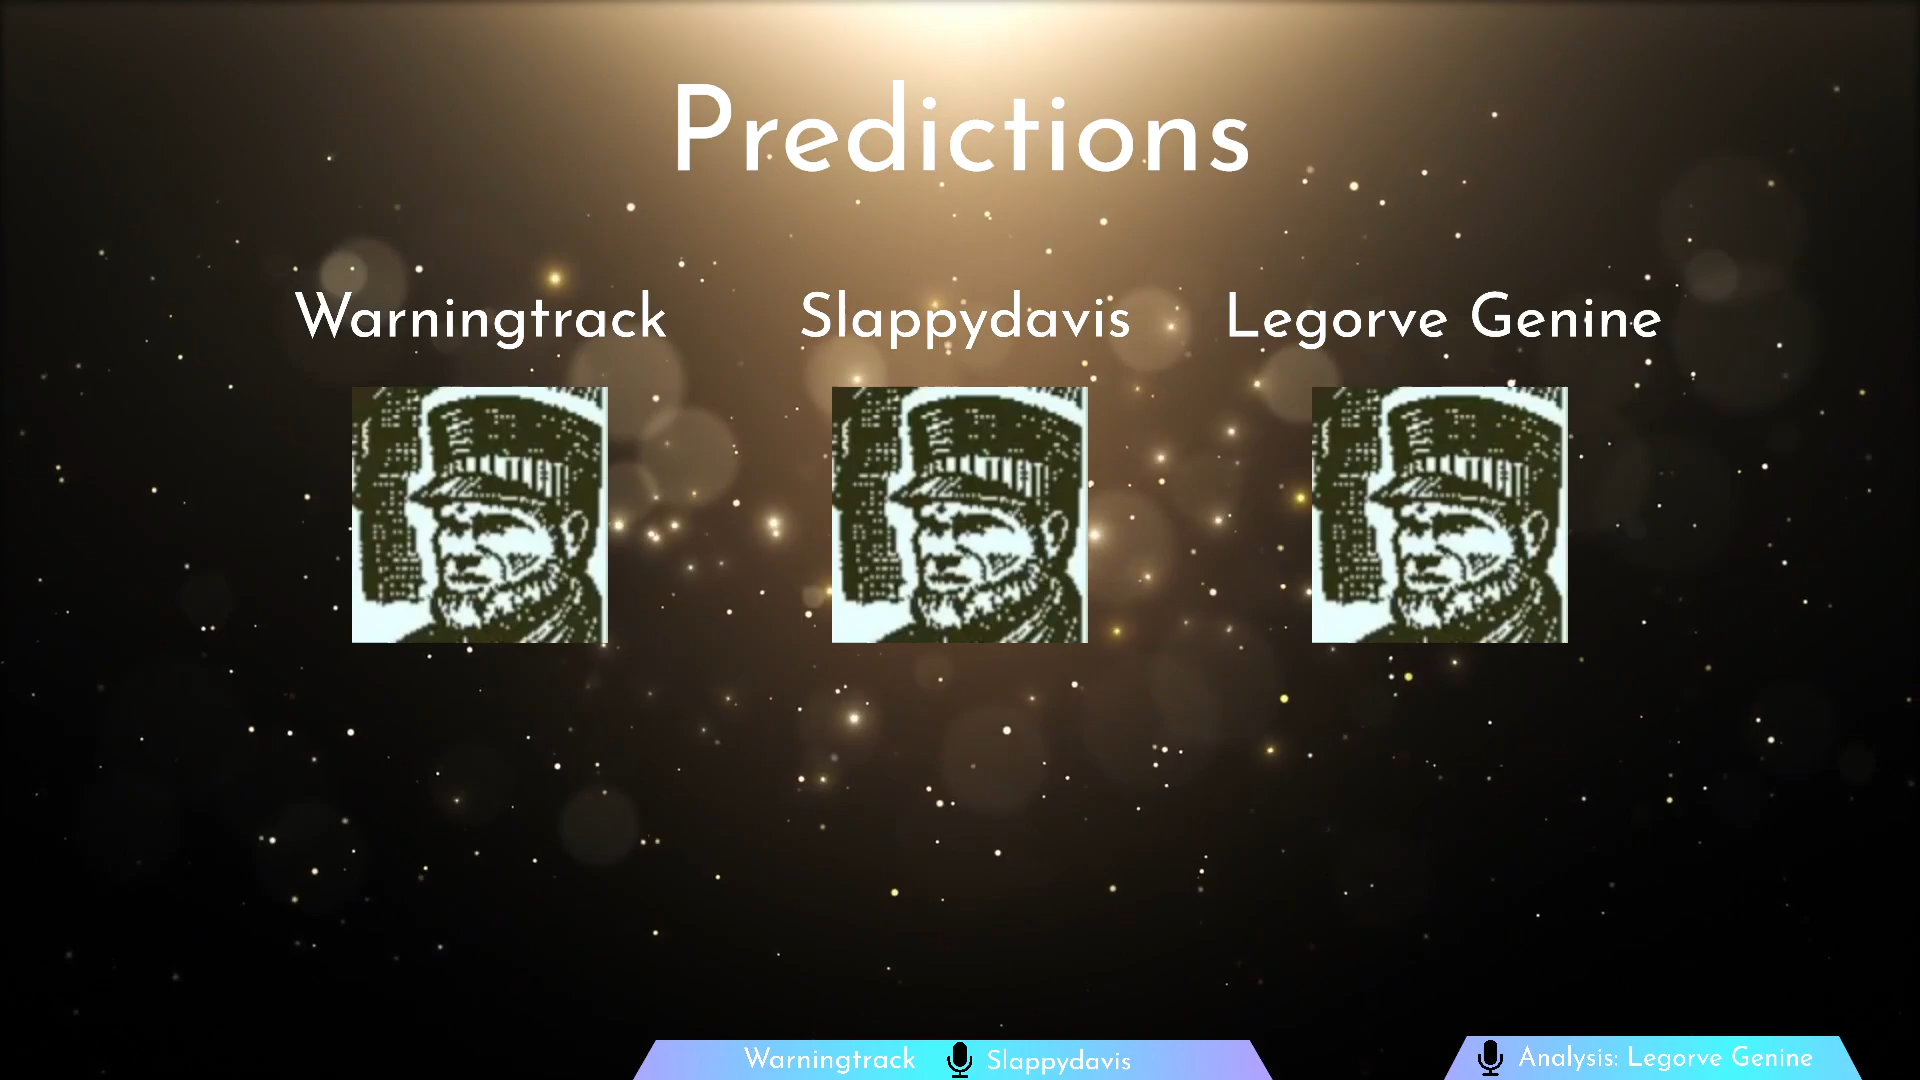 Predictions
Warningtrack
Slappydavis
Legorve Genine
Warningtrack
Slappydavis
Analysis: Legorve Genine